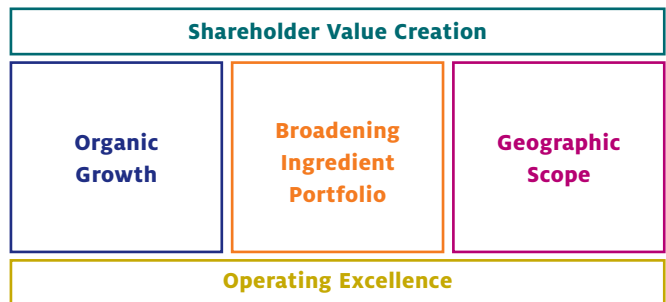 Shareholder Value Creation
Organic
Growth
Broadening
Ingredient
Portfolio
Geographic
Scope
Operating Excellence